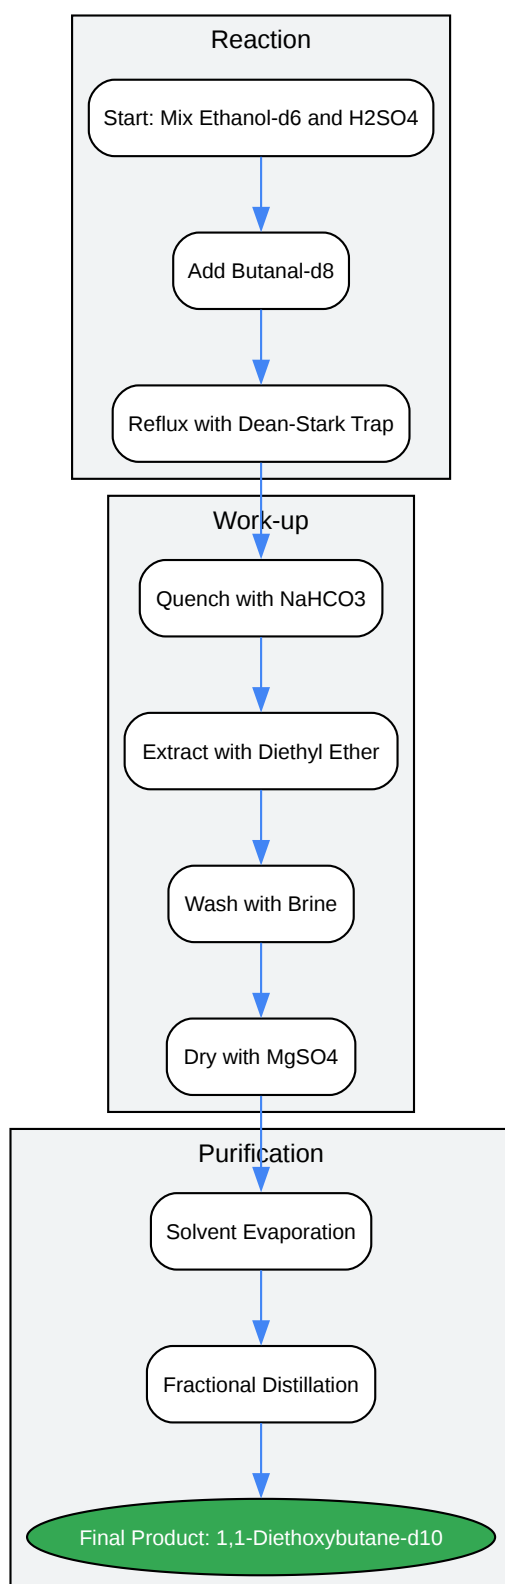 Reaction
Start: Mix Ethanol-d6 and H2SO4
Add Butanal-d8
Reflux with Dean-Stark Trap
Work-up
Quench with NaHCO3
Extract with Diethyl Ether
Wash with Brine
Dry with MgSO4
Purification
Solvent Evaporation
Fractional Distillation
Final Product: 1,1-Diethoxybutane-d10